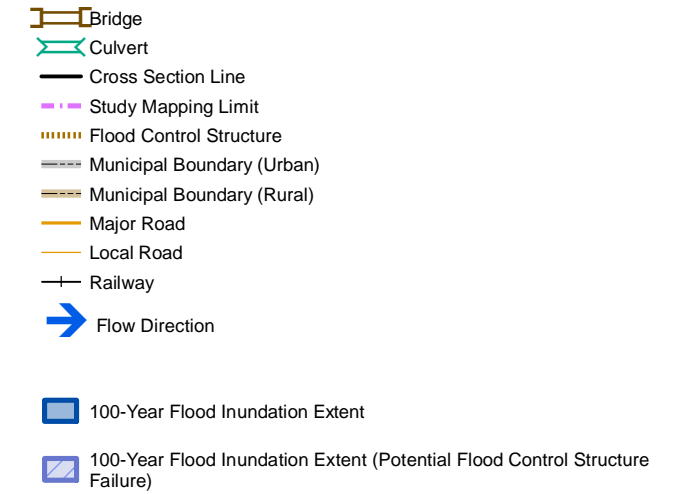 Bridge
Culvert
Cross Section Line
Study Mapping Limit
Flood Control Structure
Municipal Boundary (Urban)
Municipal Boundary (Rural)
Major Road
Local Road
Railway
Flow Direction
100-Year Flood Inundation Extent
100-Year Flood Inundation Extent (Potential Flood Control Structure
Failure)